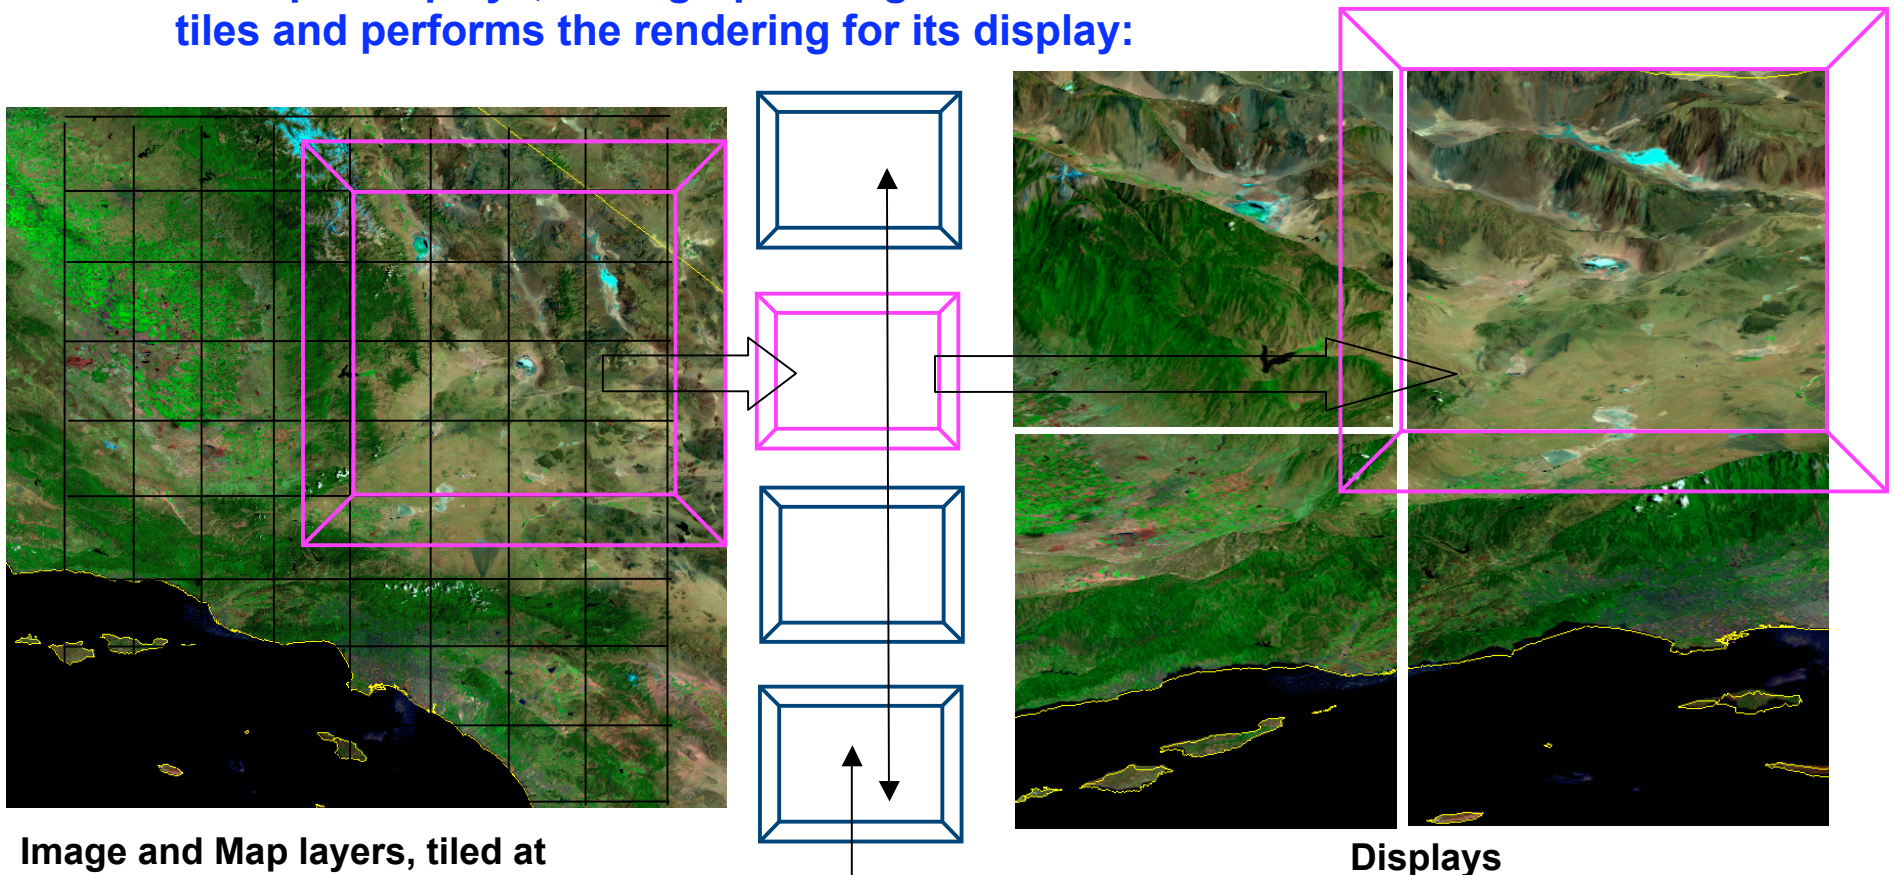 tiles and performs the rendering for its display:
Image and Map layers, tiled at
Displays